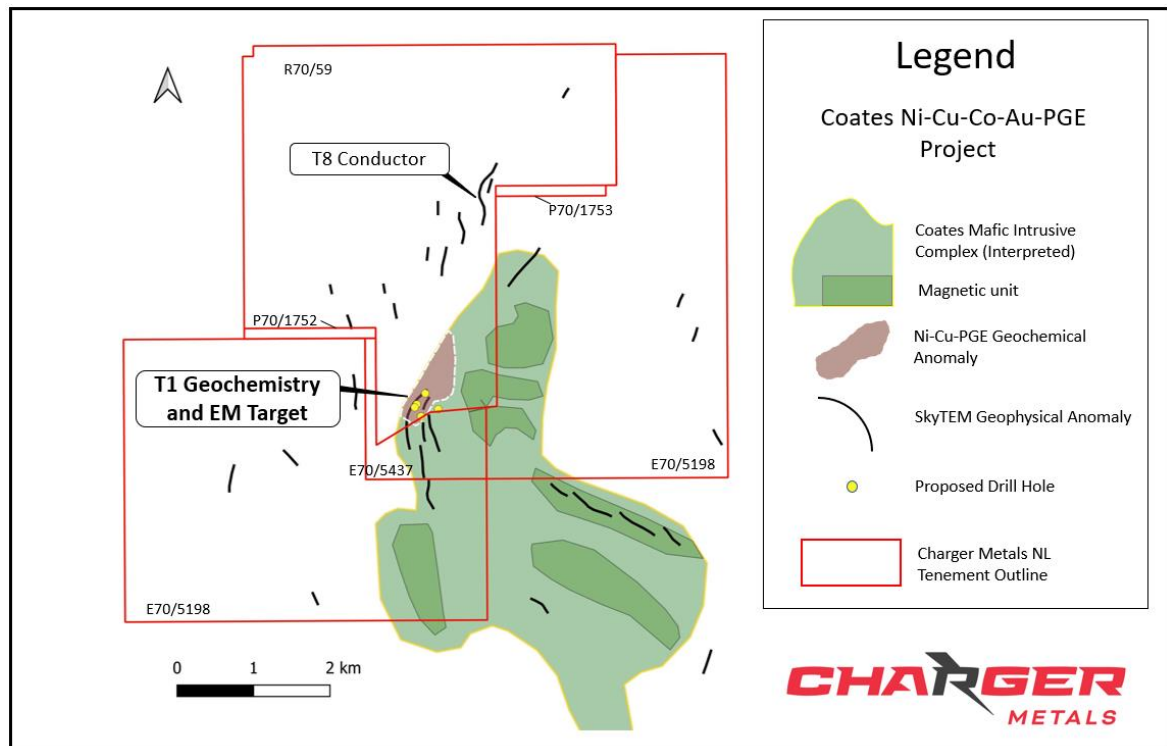 R70/59
T8 Conductor
P70/1753
P70/1752
T1 Geochemistry
and EM Target
E70/5437
E70/5198
E70/5198
0 1 2 km
Legend
Coates Ni-Cu-Co-Au-PGE
Project
Coates Mafic Intrusive
Complex (Interpreted)
Magnetic unit
Ni-Cu-PGE Geochemical
Anomaly
SkyTEM Geophysical Anomaly
Proposed Drill Hole
Charger Metals NL
Tenement Outline
CHARGER
METALS